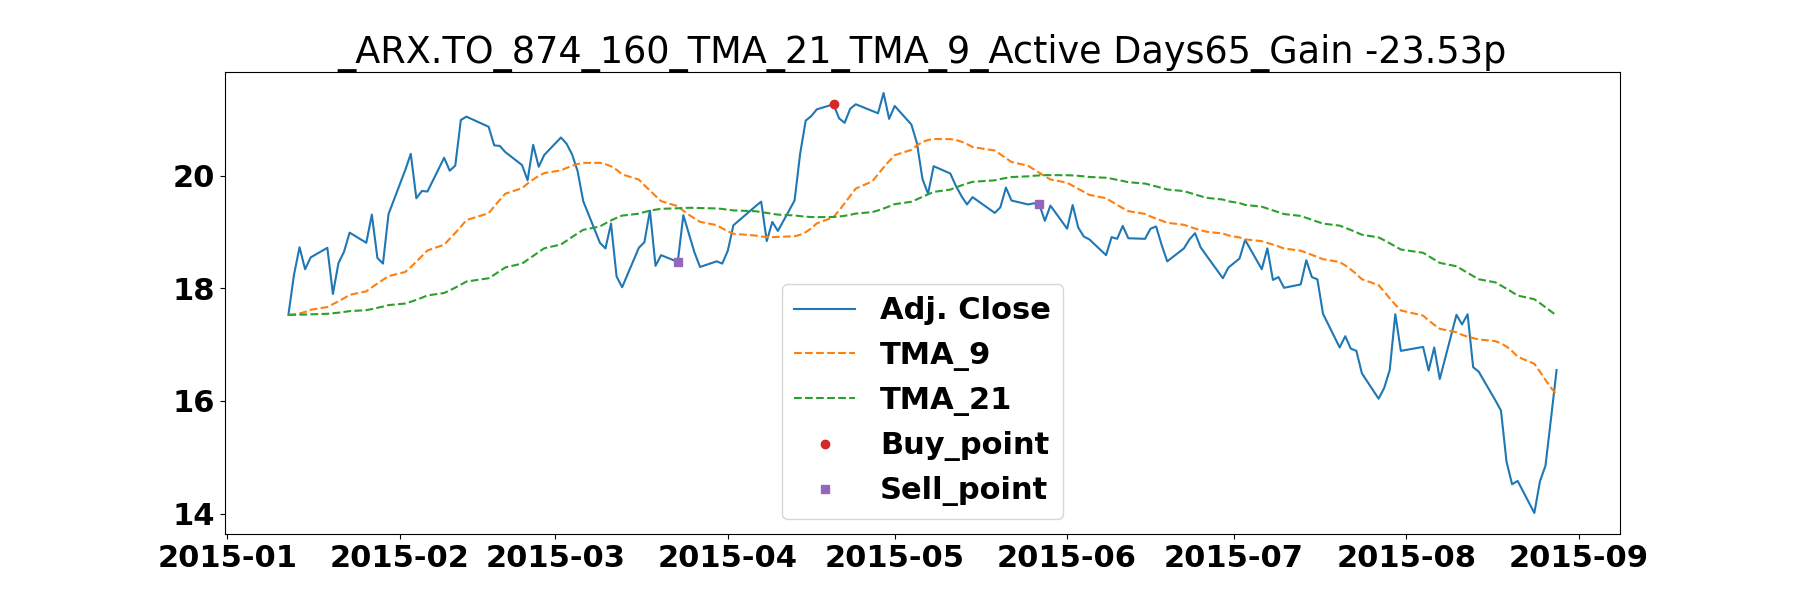 _ARX.TO_874_160_TMA_21_TMA_9_Active Days65_Gain -23.53p
20
18
16
14
Adj. Close
TMA_9
TMA_21
Buy_point
Sell_point
2015-01 2015-02 2015-03 2015-04 2015-05 2015-06 2015-07 2015-08 2015-09